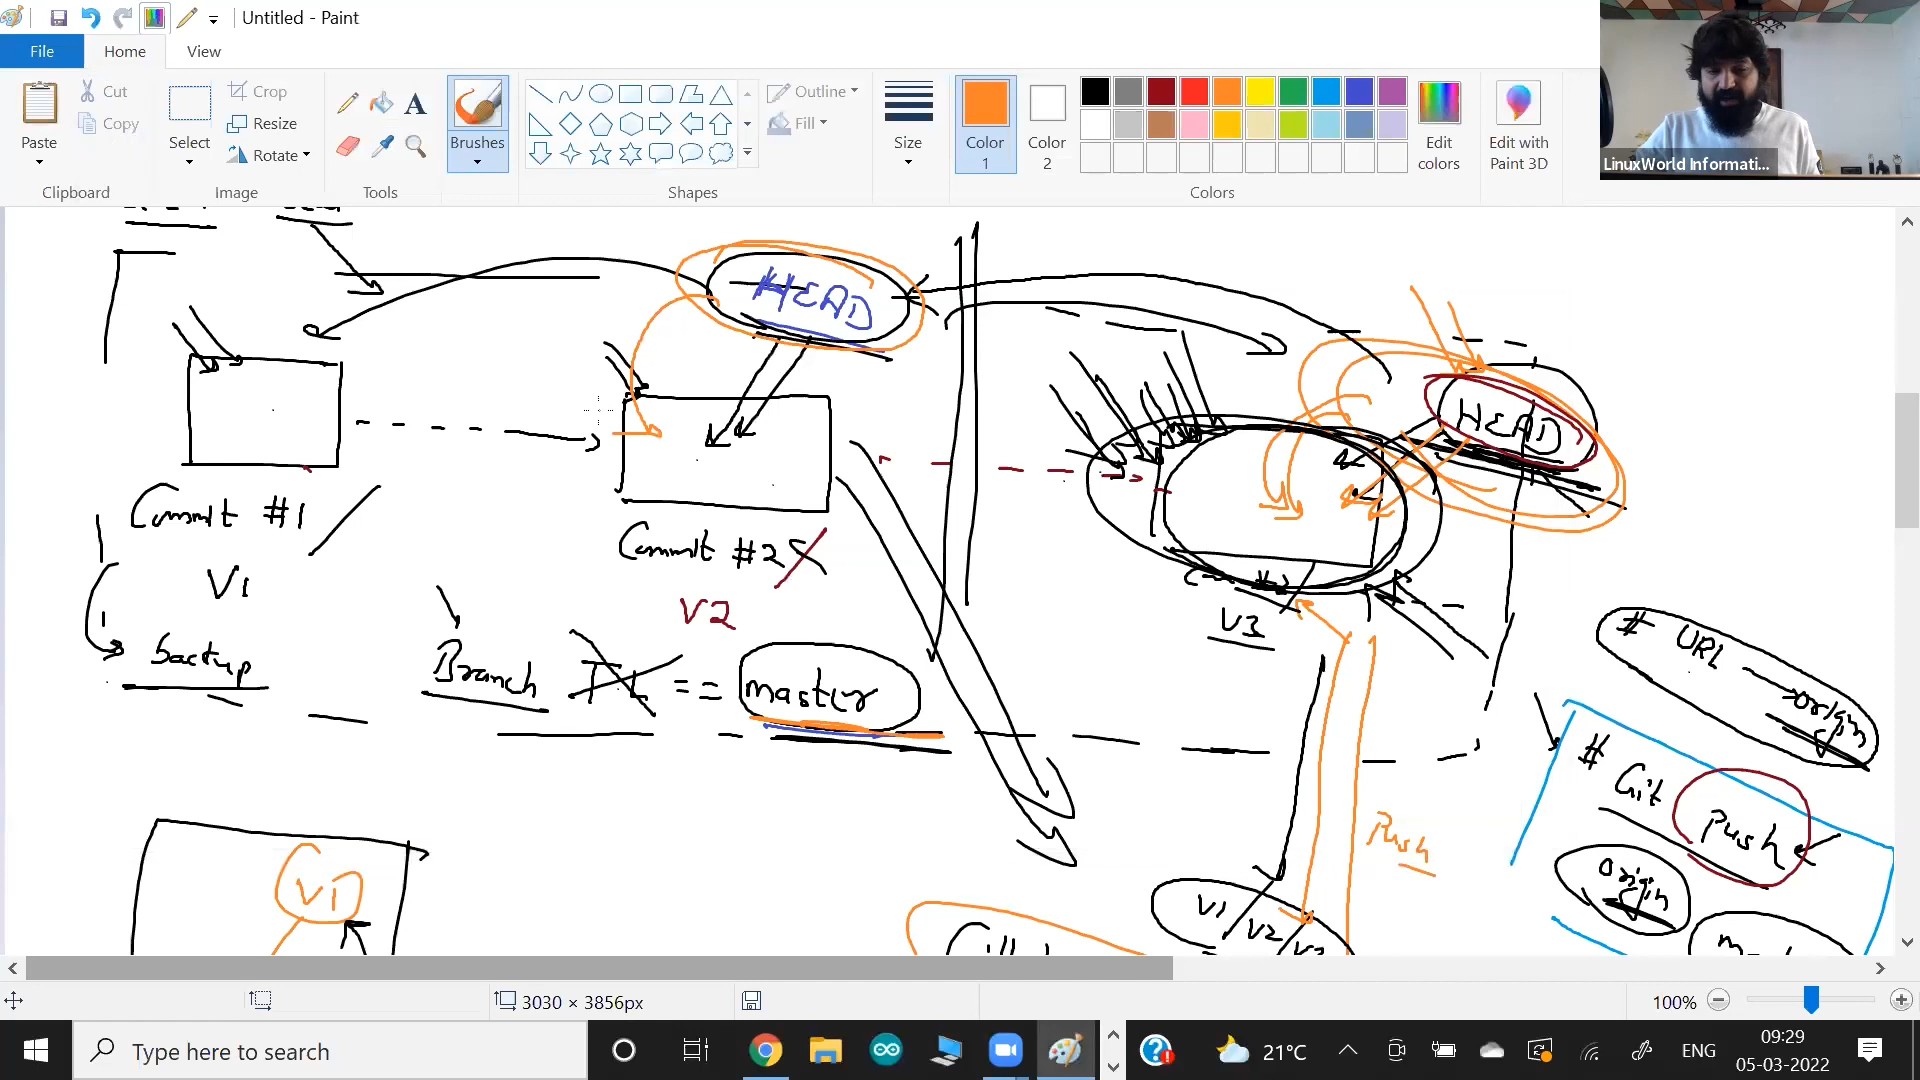 Untitled - Paint
File
Home
View
Paste
Cut
Copy
Clipboard
Select
Crop
Resize
Rotate
Image
A
Tools
Brushes
Outline
Fill
Shapes
Size
Color 1
Color 2
Edit colors
Colors
Edit with Paint 3D
LinuxWorld Informati...
HEAD
HEAD
Commit #1
V1
backup
Commit #2
V2
Branch == master
V3
# URL
origin
# Git Push
origin
Push
V1
V1
V2
3030 × 3856px
100%
Type here to search
21°C
ENG
09:29
05-03-2022